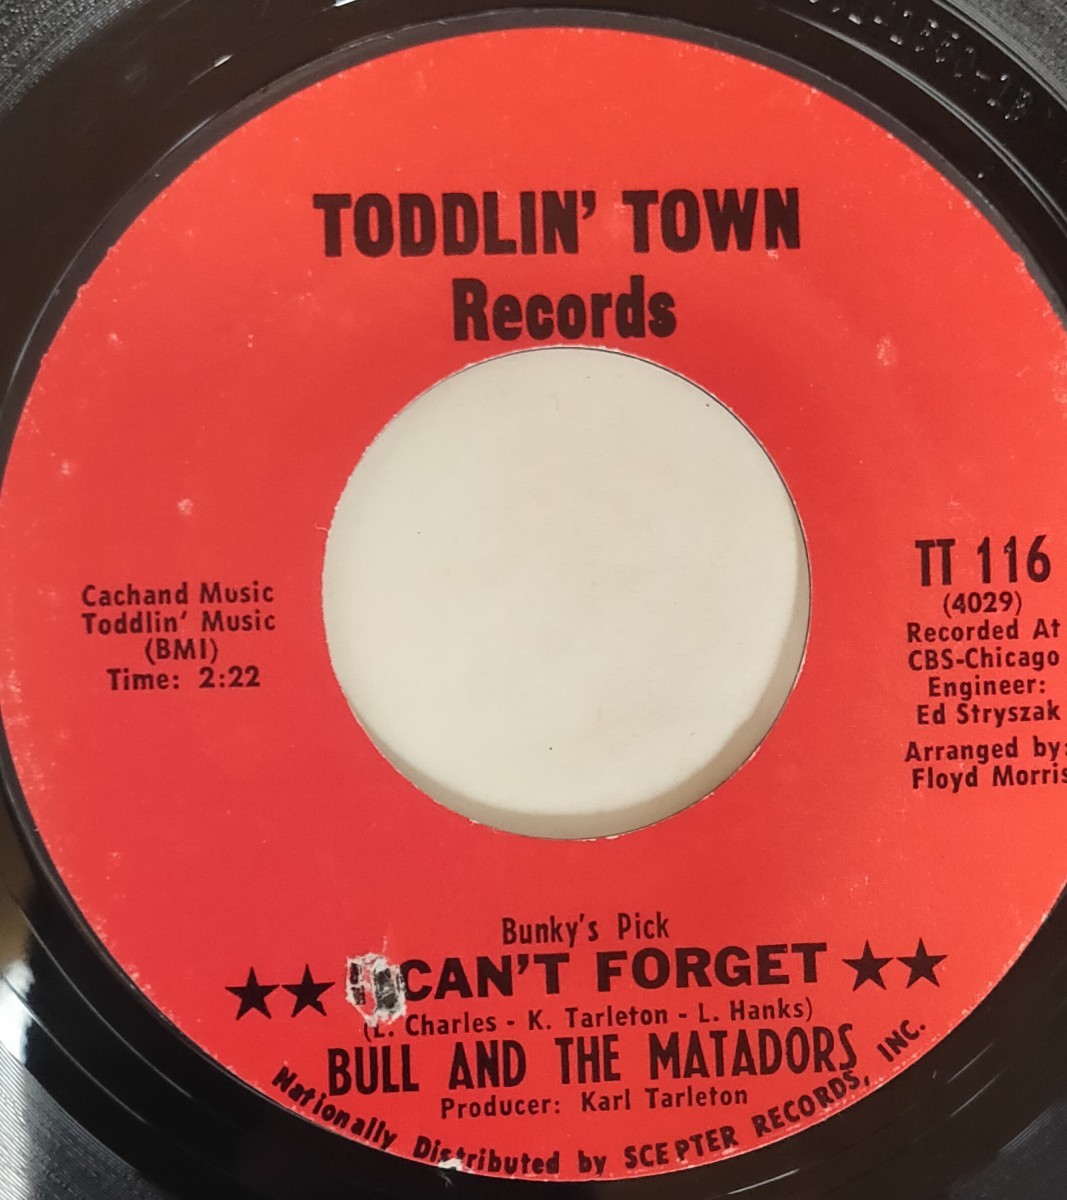 TODDLIN' TOWN
Records
Cachand Music
Toddlin' Music
(BMI)
Time: 2:22
TT 116
(4029)
Recorded At
CBS-Chicago
Engineer:
Ed Stryszak
Arranged by:
Floyd Morris
Bunky's Pick
★★ CAN'T FORGET ★★
(L. Charles - K. Tarleton - L. Hanks)
BULL AND THE MATADORS
Producer: Karl Tarleton
Nationally Distributed by SCEPTER RECORDS, INC.